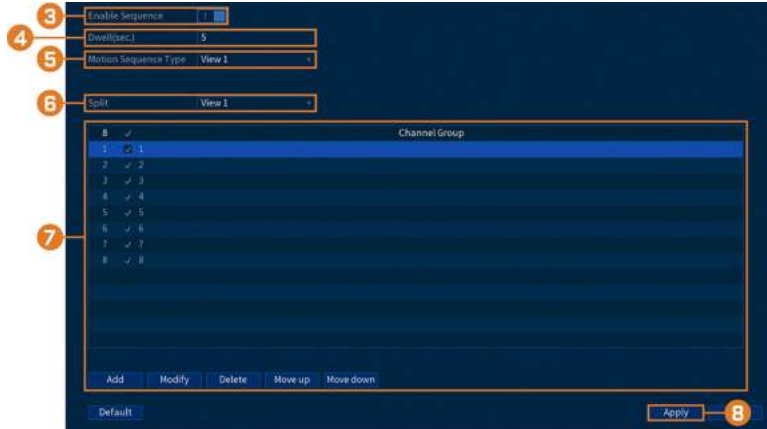 3 Enable Sequence
4 Dwell(sec.) 5
5 Motion Sequence Type View 1
6 Split View 1
7
8 Channel Group
1 1
2 2
3 3
4 4
5 5
6 6
7 7
8 8
Add Modify Delete Move up Move down
Default Apply 8